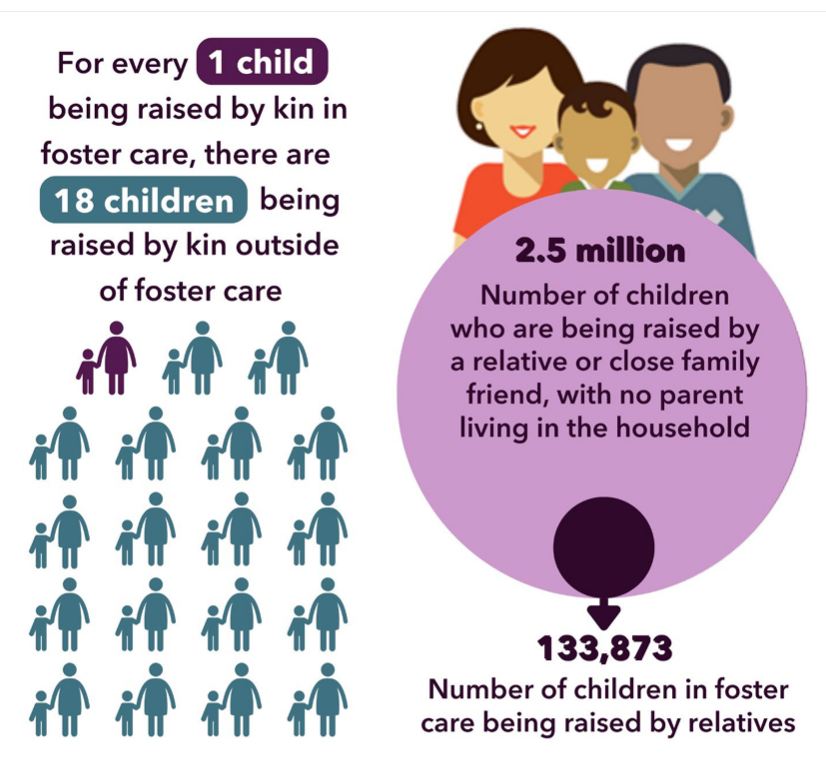 For every 1 child
being raised by kin in
foster care, there are
18 children being
raised by kin outside
of foster care
2.5 million
Number of children
who are being raised by
a relative or close family
friend, with no parent
living in the household
133,873
Number of children in foster
care being raised by relatives